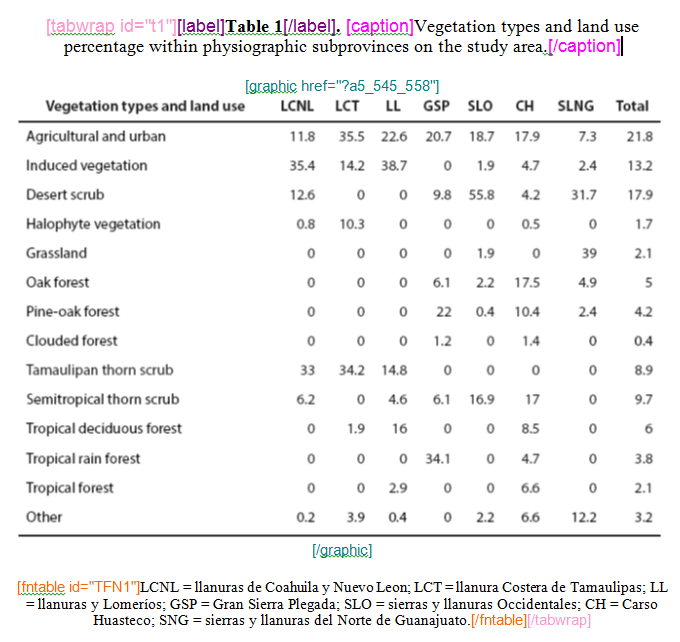 [tabwrap id="t1"][label]Table 1[/label]. [caption]Vegetation types and land use
percentage within physiographic subprovinces on the study area.[/caption]
[graphic href="?a5_545_558"]
Vegetation types and land use LCNL LCT LL GSP SLO CH SLNG Total
Agricultural and urban 11.8 35.5 22.6 20.7 18.7 17.9 7.3 21.8
Induced vegetation 35.4 14.2 38.7 0 1.9 4.7 2.4 13.2
Desert scrub 12.6 0 0 9.8 55.8 4.2 31.7 17.9
Halophyte vegetation 0.8 10.3 0 0 0 0.5 0 1.7
Grassland 0 0 0 0 1.9 0 39 2.1
Oak forest 0 0 0 6.1 2.2 17.5 4.9 5
Pine-oak forest 0 0 0 22 0.4 10.4 2.4 4.2
Clouded forest 0 0 0 1.2 0 1.4 0 0.4
Tamaulipan thorn scrub 33 34.2 14.8 0 0 0 0 8.9
Semitropical thorn scrub 6.2 0 4.6 6.1 16.9 17 0 9.7
Tropical deciduous forest 0 1.9 16 0 0 8.5 0 6
Tropical rain forest 0 0 0 34.1 0 4.7 0 3.8
Tropical forest 0 0 2.9 0 0 6.6 0 2.1
Other 0.2 3.9 0.4 0 2.2 6.6 12.2 3.2
[/graphic]
[fntable id="TFN1"]LCNL = llanuras de Coahuila y Nuevo Leon; LCT = llanura Costera de Tamaulipas; LL
= llanuras y Lomeríos; GSP = Gran Sierra Plegada; SLO = sierras y llanuras Occidentales; CH = Carso
Huasteco; SNG = sierras y llanuras del Norte de Guanajuato.[/fntable][/tabwrap]